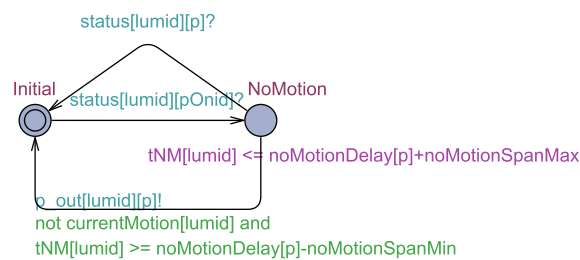 status[lumid][p]?
Initial
NoMotion
status[lumid][pOnid]?
tNM[lumid] <= noMotionDelay[p]+noMotionSpanMax
p_out[lumid][p]!
not currentMotion[lumid] and
tNM[lumid] >= noMotionDelay[p]-noMotionSpanMin